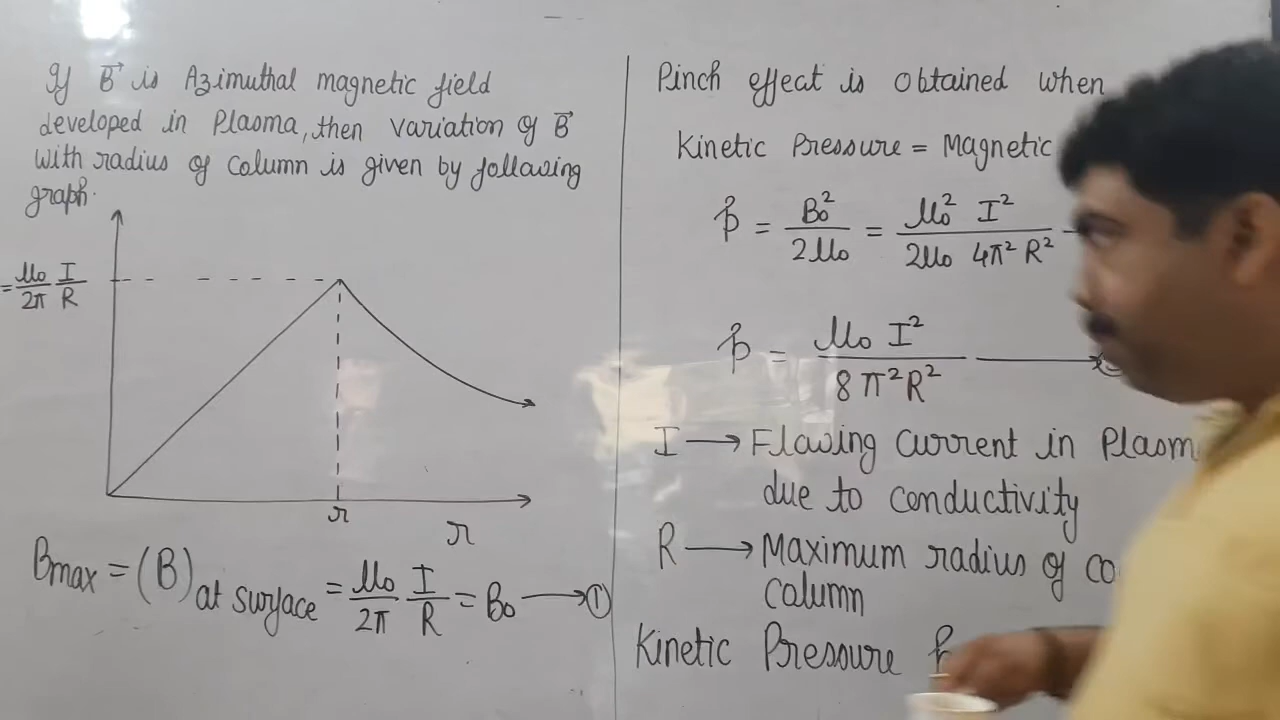 If B⃗ is Azimuthal magnetic field
developed in Plasma, then variation of B⃗
with radius of column is given by following
graph.
= μ₀/2π I/R
r
r
Bmax = (B) at surface = μ₀/2π I/R = B₀ ⟶ ①
Pinch effect is obtained when
Kinetic Pressure = Magnetic
p = B₀²/2μ₀ = μ₀² I²/2μ₀ 4π² R²
p = μ₀ I²/8π²R² ⟶
I ⟶ Flowing current in Plasm
due to conductivity
R ⟶ Maximum radius of
column
Kinetic Pressure